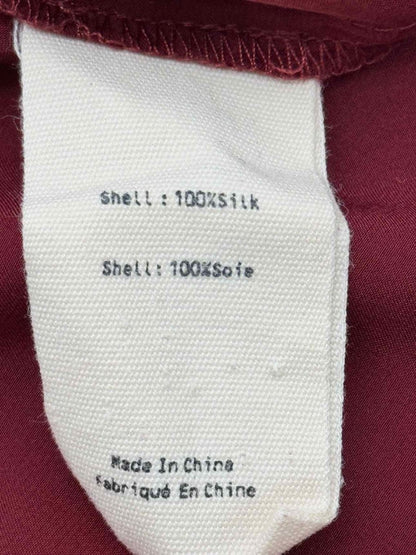 Shell: 100%Silk
Shell: 100%Soie
Made In China
Fabriqué En Chine